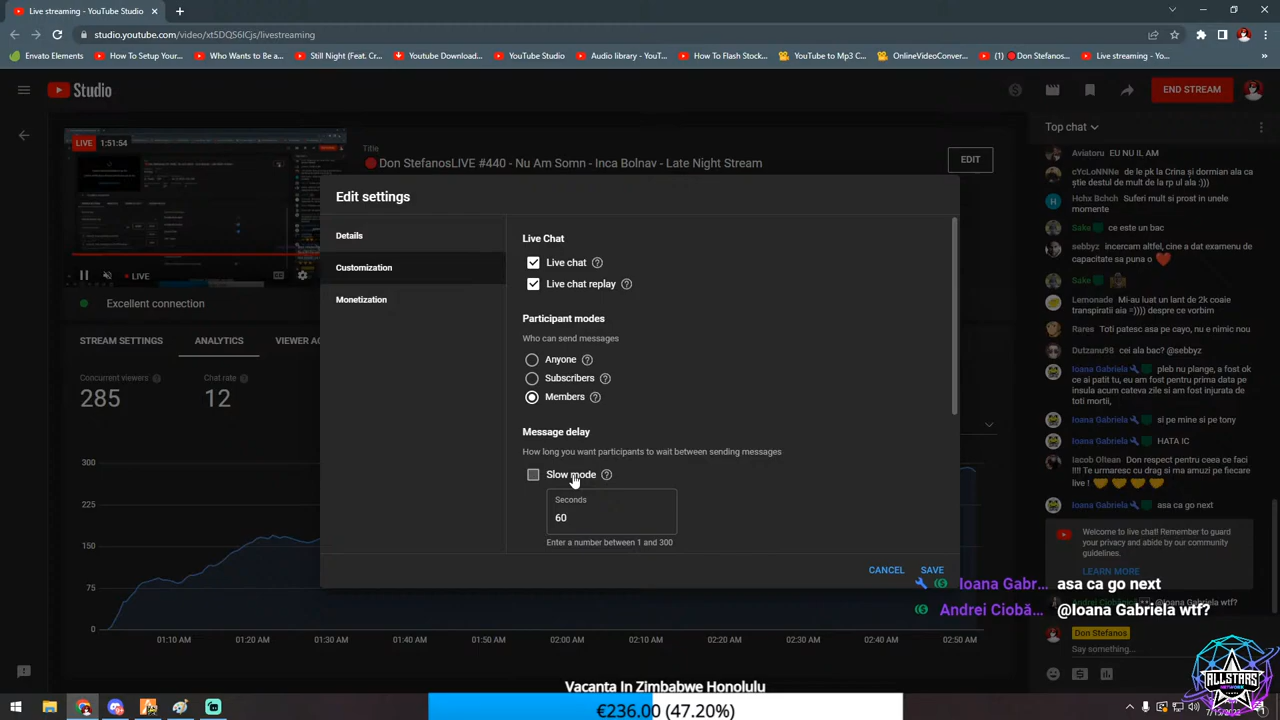 Live streaming - YouTube Studio
studio.youtube.com/video/xt5DQS6ICjs/livestreaming
Envato Elements
How To Setup Your...
Who Wants to Be a...
Still Night (Feat. Cr...
Youtube Download...
YouTube Studio
Audio library - YouT...
How To Flash Stock...
YouTube to Mp3 C...
OnlineVideoConver...
(1) Don Stefanos...
Live streaming - Yo...
Studio
END STREAM
LIVE 1:51:54
LIVE
Title
Don StefanosLIVE #440 - Nu Am Somn - Inca Bolnav - Late Night Stream
EDIT
Excellent connection
STREAM SETTINGS
ANALYTICS
VIEWER AC
Concurrent viewers
285
Chat rate
12
300
225
150
75
0
01:10 AM
01:20 AM
01:30 AM
01:40 AM
01:50 AM
02:00 AM
02:10 AM
02:20 AM
02:30 AM
02:40 AM
02:50 AM
Edit settings
Details
Customization
Monetization
Live Chat
Live chat
Live chat replay
Participant modes
Who can send messages
Anyone
Subscribers
Members
Message delay
How long you want participants to wait between sending messages
Slow mode
Seconds
60
Enter a number between 1 and 300
CANCEL
SAVE
Top chat
Aviatoru EU NU IL AM
cYcLoNNNe de le pk la Crina și dormian ala ca
știe destul de mult de la rp ul ala :)))
Hchx Bchch Suferi mult si prost in unele
momente
Sake ce este un bac
sebbyz incercam altfel, cine a dat examenu de
capacitate sa puna o
Sake
Lemonade Mi-au luat un lant de 2k coaie
transpiratii aia =)))) despre ce vorbim
Rares Toti patesc asa pe cayo, nu e nimic nou
Dutzanu98 cei ala bac? @sebbyz
Ioana Gabriela pleb nu plange, a fost ok
ce ai patit tu, eu am fost pentru prima data pe
insula acum cateva zile si am fost injurata de
toti mortii,
Ioana Gabriela si pe mine si pe tony
Ioana Gabriela HATA IC
Iacob Oltean Don respect pentru ceea ce faci
!!!! Te urmaresc cu drag si ma amuzi pe fiecare
live !
Ioana Gabriela asa ca go next
Welcome to live chat! Remember to guard
your privacy and abide by our community
guidelines.
LEARN MORE
@Ioana Gabriela wtf?
Ioana Gabr... asa ca go next
Andrei Ciobă... @Ioana Gabriela wtf?
Don Stefanos
Say something...
Vacanta In Zimbabwe Honolulu
€236.00 (47.20%)
ALLSTARS
NETWORK